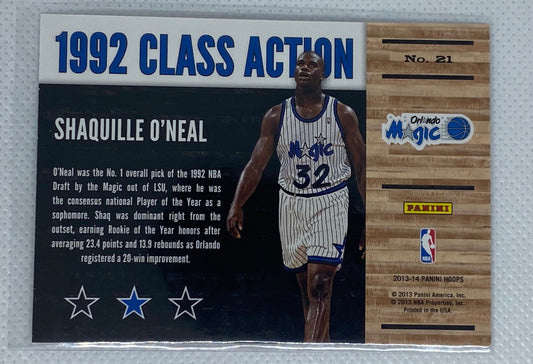 1992 CLASS ACTION
SHAQUILLE O'NEAL
O'Neal was the No. 1 overall pick of the 1992 NBA
Draft by the Magic out of LSU, where he was
the consensus national Player of the Year as a
sophomore. Shaq was dominant right from the
outset, earning Rookie of the Year honors after
averaging 23.4 points and 13.9 rebounds as Orlando
registered a 20-win improvement.
Magic
32
No. 21
Orlando
Magic
PANINI
NBA
2013-14 PANINI HOOPS
© 2013 Panini America, Inc.
© 2013 NBA Properties, Inc.
Printed in the USA.